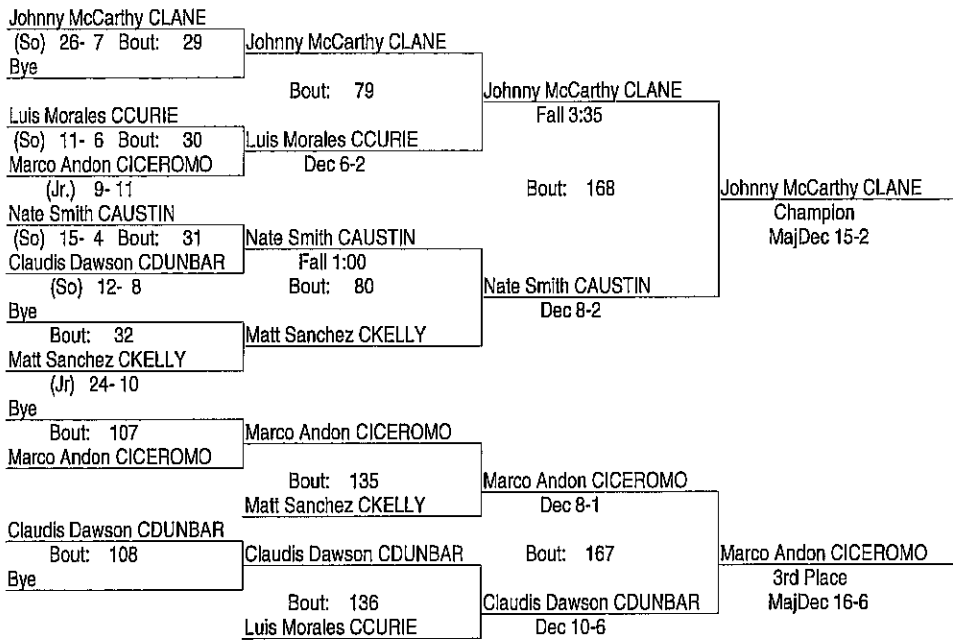 Johnny McCarthy CLANE
(So) 26- 7 Bout: 29
Bye
Johnny McCarthy CLANE
Bout: 79
Luis Morales CCURIE
(So) 11- 6 Bout: 30
Marco Andon CICEROMO
(Jr.) 9- 11
Luis Morales CCURIE
Dec 6-2
Johnny McCarthy CLANE
Fall 3:35
Bout: 168
Nate Smith CAUSTIN
(So) 15- 4 Bout: 31
Claudis Dawson CDUNBAR
(So) 12- 8
Nate Smith CAUSTIN
Fall 1:00
Bout: 80
Bye
Bout: 32
Matt Sanchez CKELLY
(Jr) 24- 10
Matt Sanchez CKELLY
Nate Smith CAUSTIN
Dec 8-2
Johnny McCarthy CLANE
Champion
MajDec 15-2
Bye
Bout: 107
Marco Andon CICEROMO
Marco Andon CICEROMO
Bout: 135
Matt Sanchez CKELLY
Marco Andon CICEROMO
Dec 8-1
Bout: 167
Claudis Dawson CDUNBAR
Bout: 108
Bye
Claudis Dawson CDUNBAR
Bout: 136
Luis Morales CCURIE
Claudis Dawson CDUNBAR
Dec 10-6
Marco Andon CICEROMO
3rd Place
MajDec 16-6